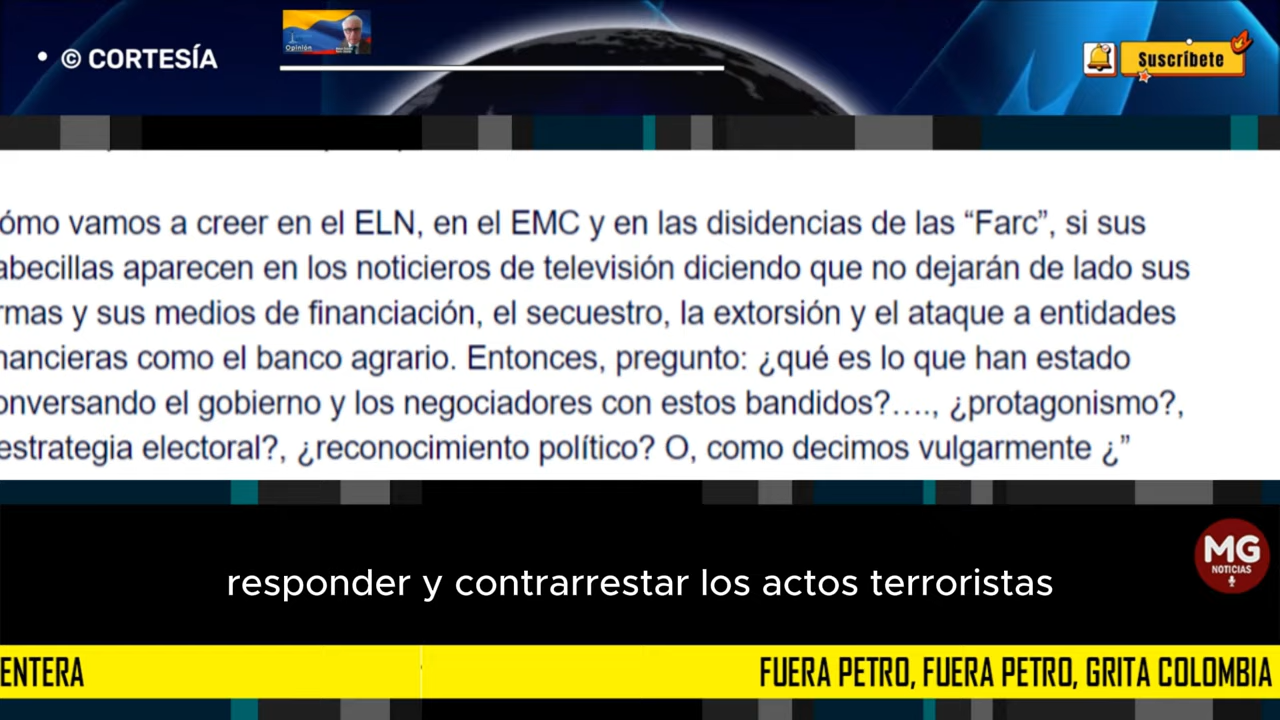 • © CORTESÍA
Opinión
Suscríbete
ómo vamos a creer en el ELN, en el EMC y en las disidencias de las “Farc”, si sus
abecillas aparecen en los noticieros de televisión diciendo que no dejarán de lado sus
rmas y sus medios de financiación, el secuestro, la extorsión y el ataque a entidades
nancieras como el banco agrario. Entonces, pregunto: ¿qué es lo que han estado
onversando el gobierno y los negociadores con estos bandidos?…., ¿protagonismo?,
estrategia electoral?, ¿reconocimiento político? O, como decimos vulgarmente ¿”
MG
NOTICIAS
responder y contrarrestar los actos terroristas
ENTERA
FUERA PETRO, FUERA PETRO, GRITA COLOMBIA